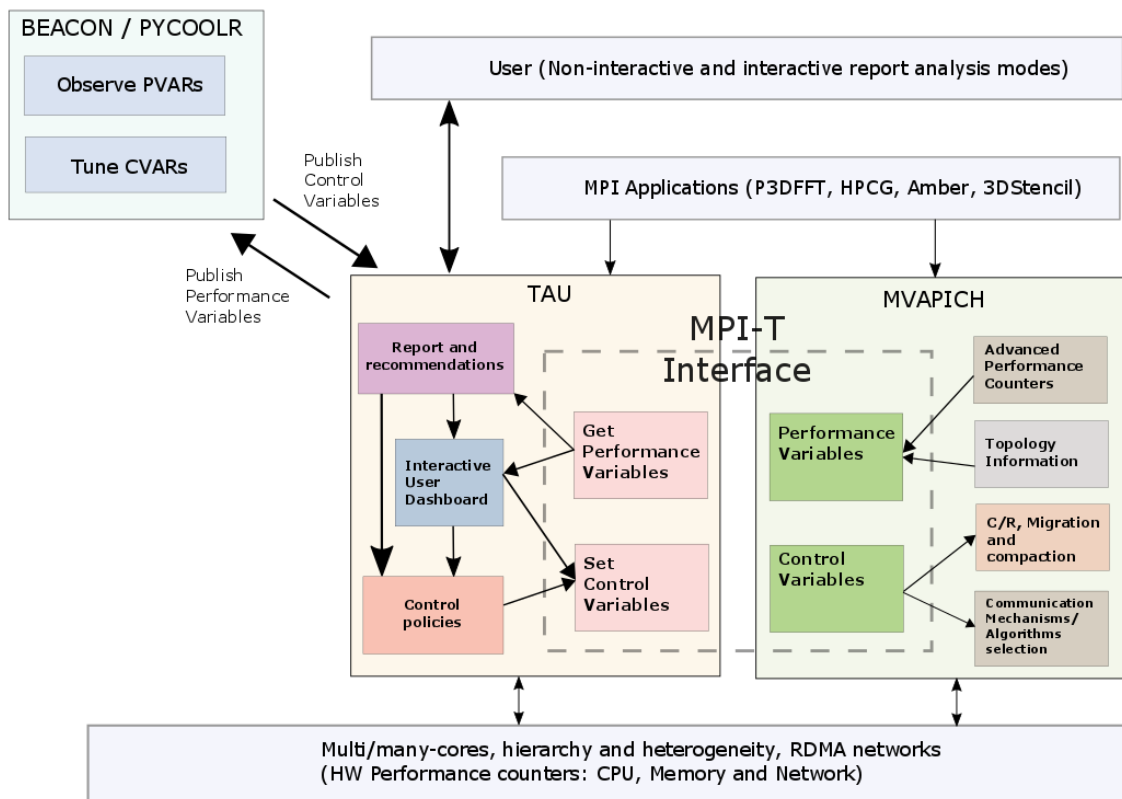 BEACON / PYCOOLR
Observe PVARs
Tune CVARs
User (Non-interactive and interactive report analysis modes)
Publish
Control
Variables
MPI Applications (P3DFFT, HPCG, Amber, 3DStencil)
Publish
Performance
Variables
TAU
Report and
recommendations
Interactive
User
Dashboard
Control
policies
MPI-T
Interface
Get
Performance
Variables
Set
Control
Variables
MVAPICH
Performance
Variables
Control
Variables
Advanced
Performance
Counters
Topology
Information
C/R, Migration
and
compaction
Communication
Mechanisms/
Algorithms
selection
Multi/many-cores, hierarchy and heterogeneity, RDMA networks
(HW Performance counters: CPU, Memory and Network)